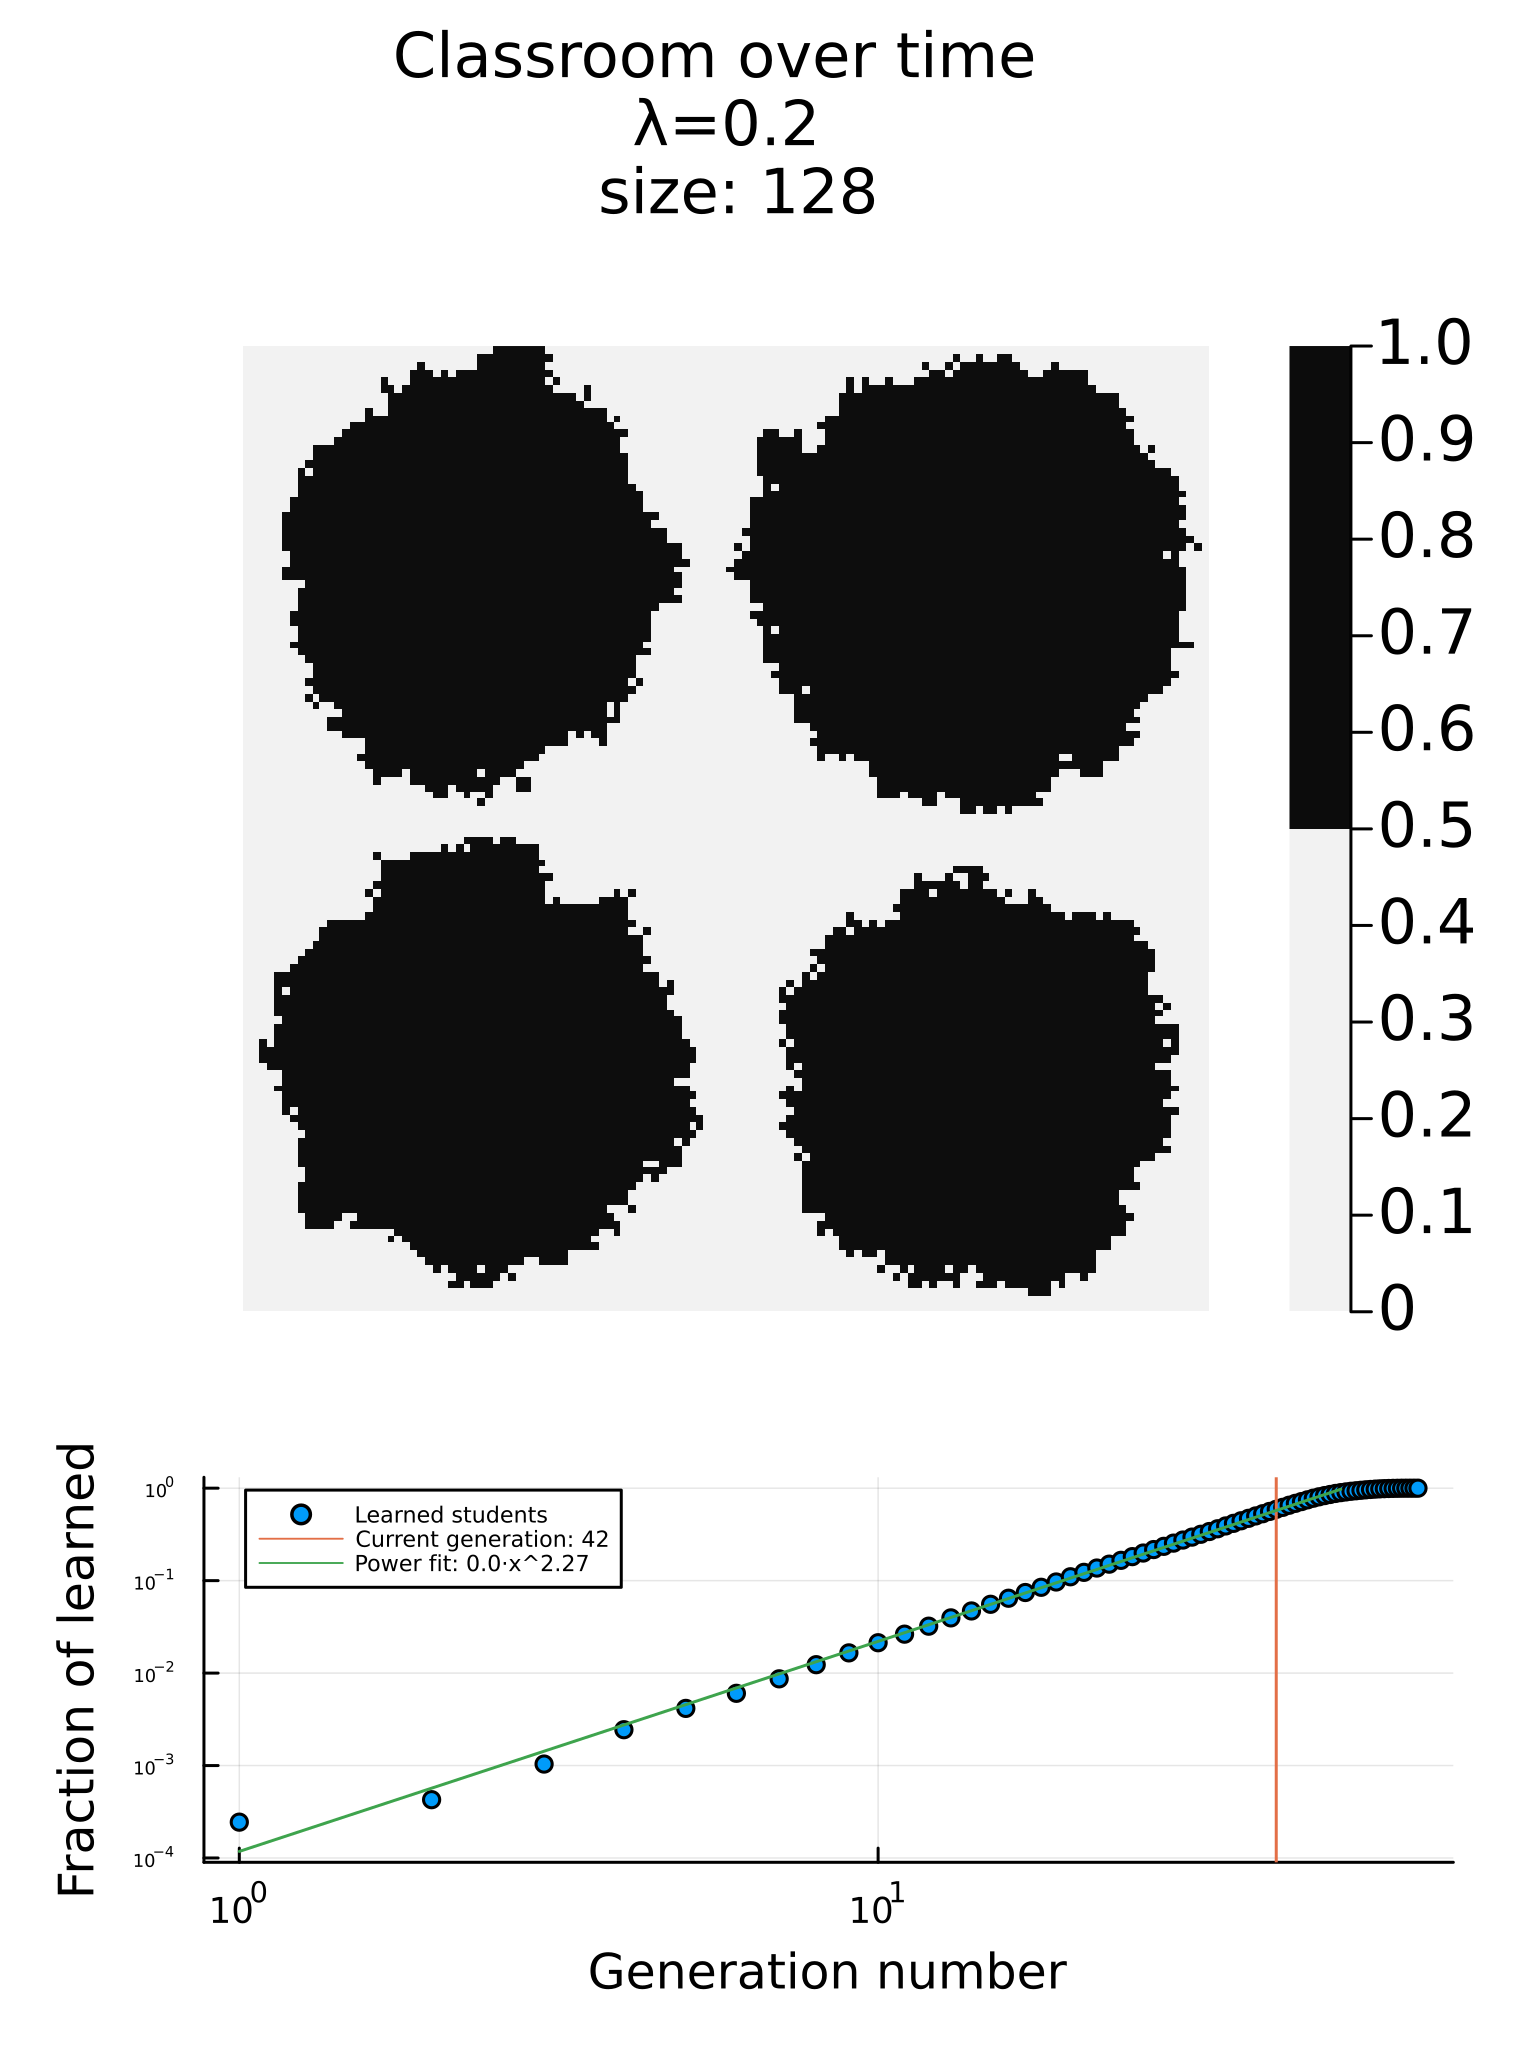 Classroom over time
λ=0.2
size: 128
1.0
0.9
0.8
0.7
0.6
0.5
0.4
0.3
0.2
0.1
0
Fraction of learned
10^0
10^-1
10^-2
10^-3
10^-4
Learned students
Current generation: 42
Power fit: 0.0·x^2.27
10^0
10^1
Generation number